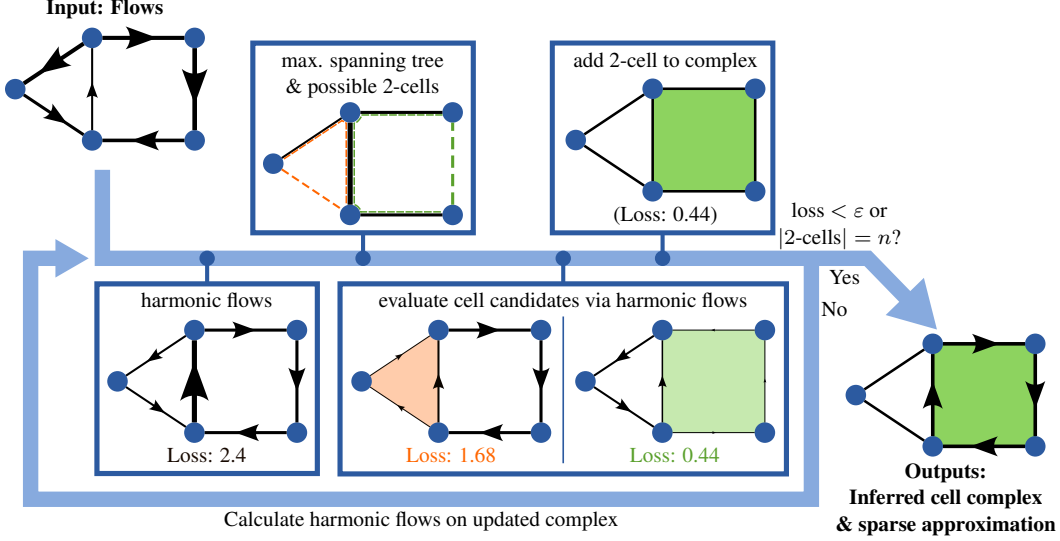 Input: Flows
max. spanning tree
& possible 2-cells
add 2-cell to complex
(Loss: 0.44)
loss < ε or
|2-cells| = n?
Yes
No
harmonic flows
Loss: 2.4
evaluate cell candidates via harmonic flows
Loss: 1.68
Loss: 0.44
Calculate harmonic flows on updated complex
Outputs:
Inferred cell complex
& sparse approximation